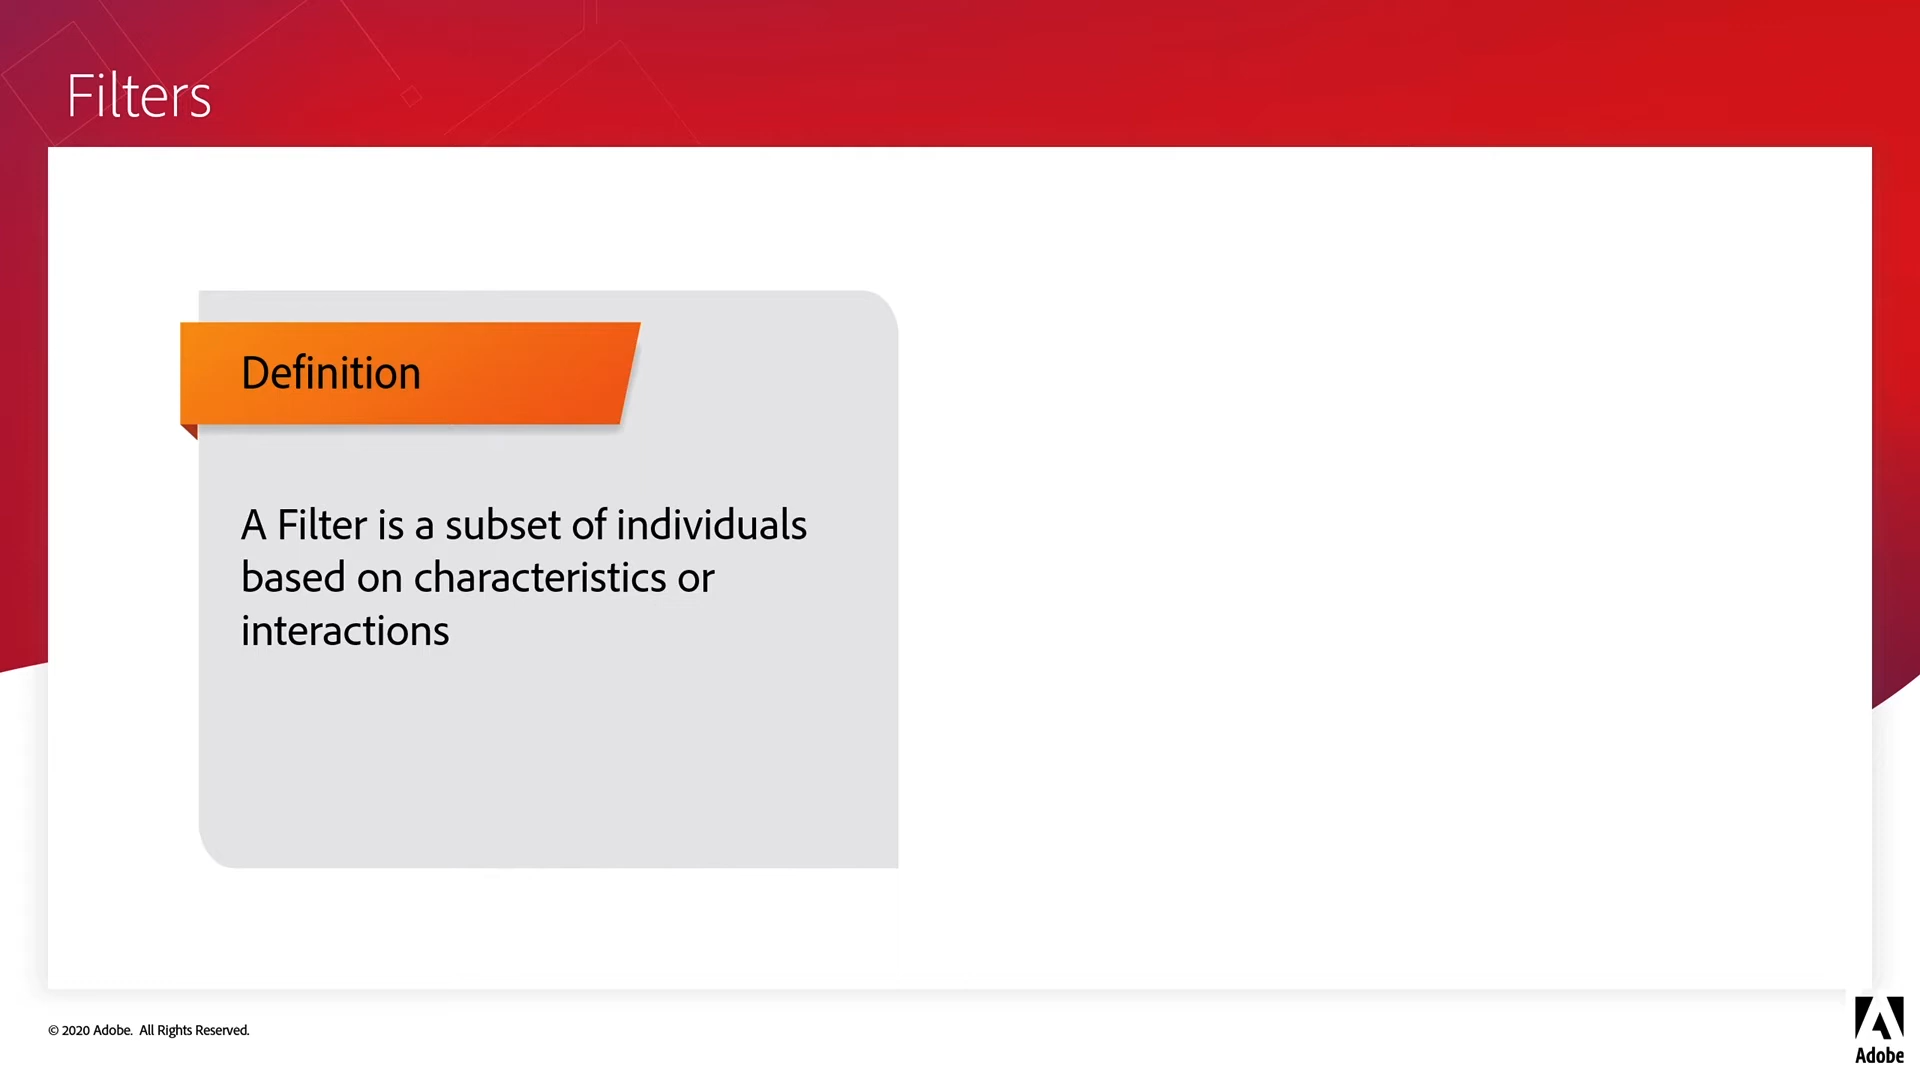 Filters
Definition
A Filter is a subset of individuals
based on characteristics or
interactions
© 2020 Adobe. All Rights Reserved.
Adobe